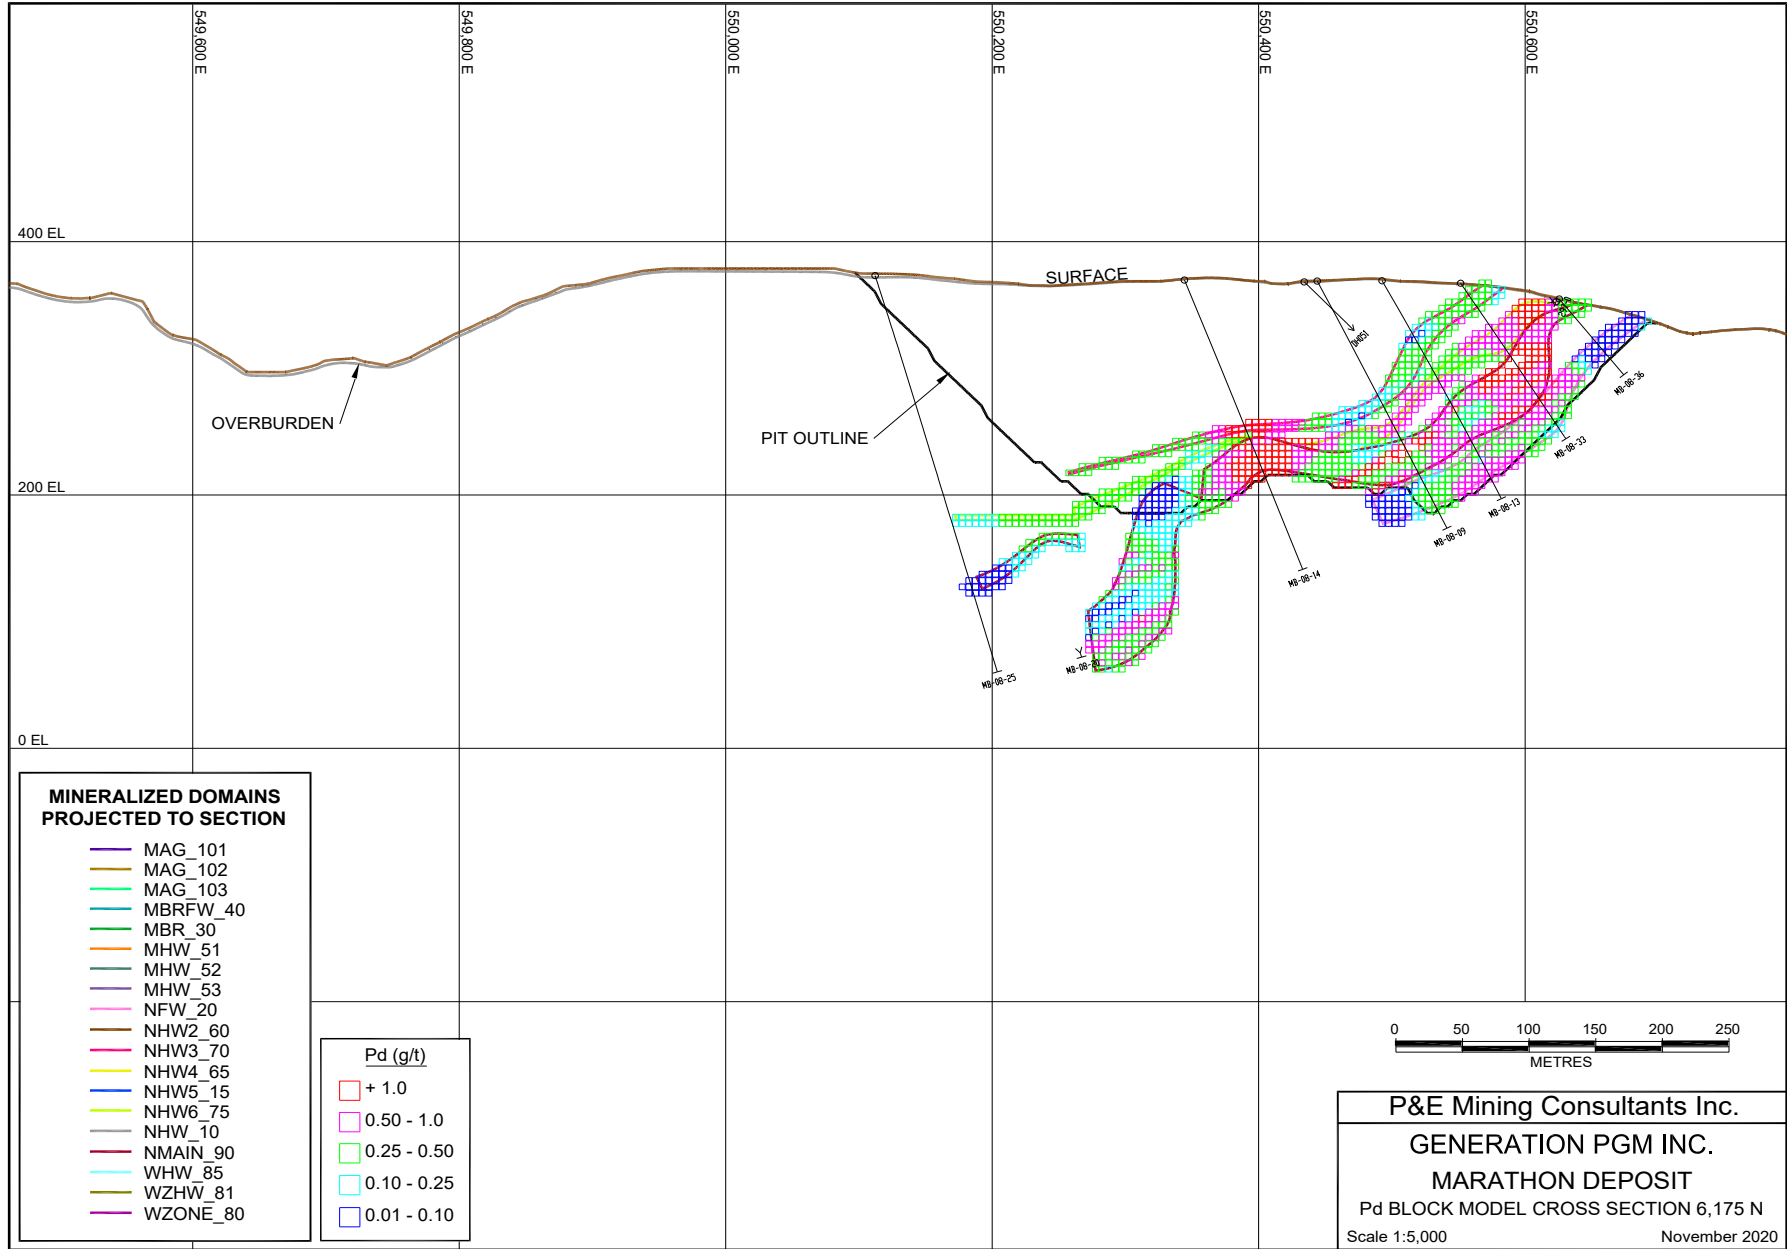 549,600 E
549,800 E
550,000 E
550,200 E
550,400 E
550,600 E
400 EL
SURFACE
DH051
OVERBURDEN
PIT OUTLINE
MB-08-36
MB-08-33
200 EL
MB-08-13
MB-08-09
MB-08-14
MB-08-20
MB-08-25
0 EL
MINERALIZED DOMAINS
PROJECTED TO SECTION
MAG_101
MAG_102
MAG_103
MBRFW_40
MBR_30
MHW_51
MHW_52
MHW_53
NFW_20
NHW2_60
NHW3_70
NHW4_65
NHW5_15
NHW6_75
NHW_10
NMAIN_90
WHW_85
WZHW_81
WZONE_80
Pd (g/t)
+ 1.0
0.50 - 1.0
0.25 - 0.50
0.10 - 0.25
0.01 - 0.10
0 50 100 150 200 250
METRES
P&E Mining Consultants Inc.
GENERATION PGM INC.
MARATHON DEPOSIT
Pd BLOCK MODEL CROSS SECTION 6,175 N
Scale 1:5,000 November 2020